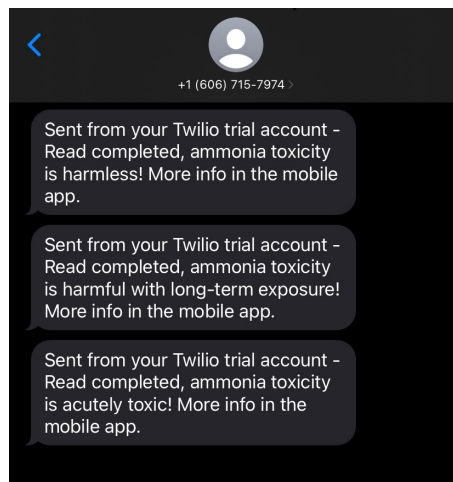 +1 (606) 715-7974
Sent from your Twilio trial account -
Read completed, ammonia toxicity
is harmless! More info in the mobile
app.
Sent from your Twilio trial account -
Read completed, ammonia toxicity
is harmful with long-term exposure!
More info in the mobile app.
Sent from your Twilio trial account -
Read completed, ammonia toxicity
is acutely toxic! More info in the
mobile app.